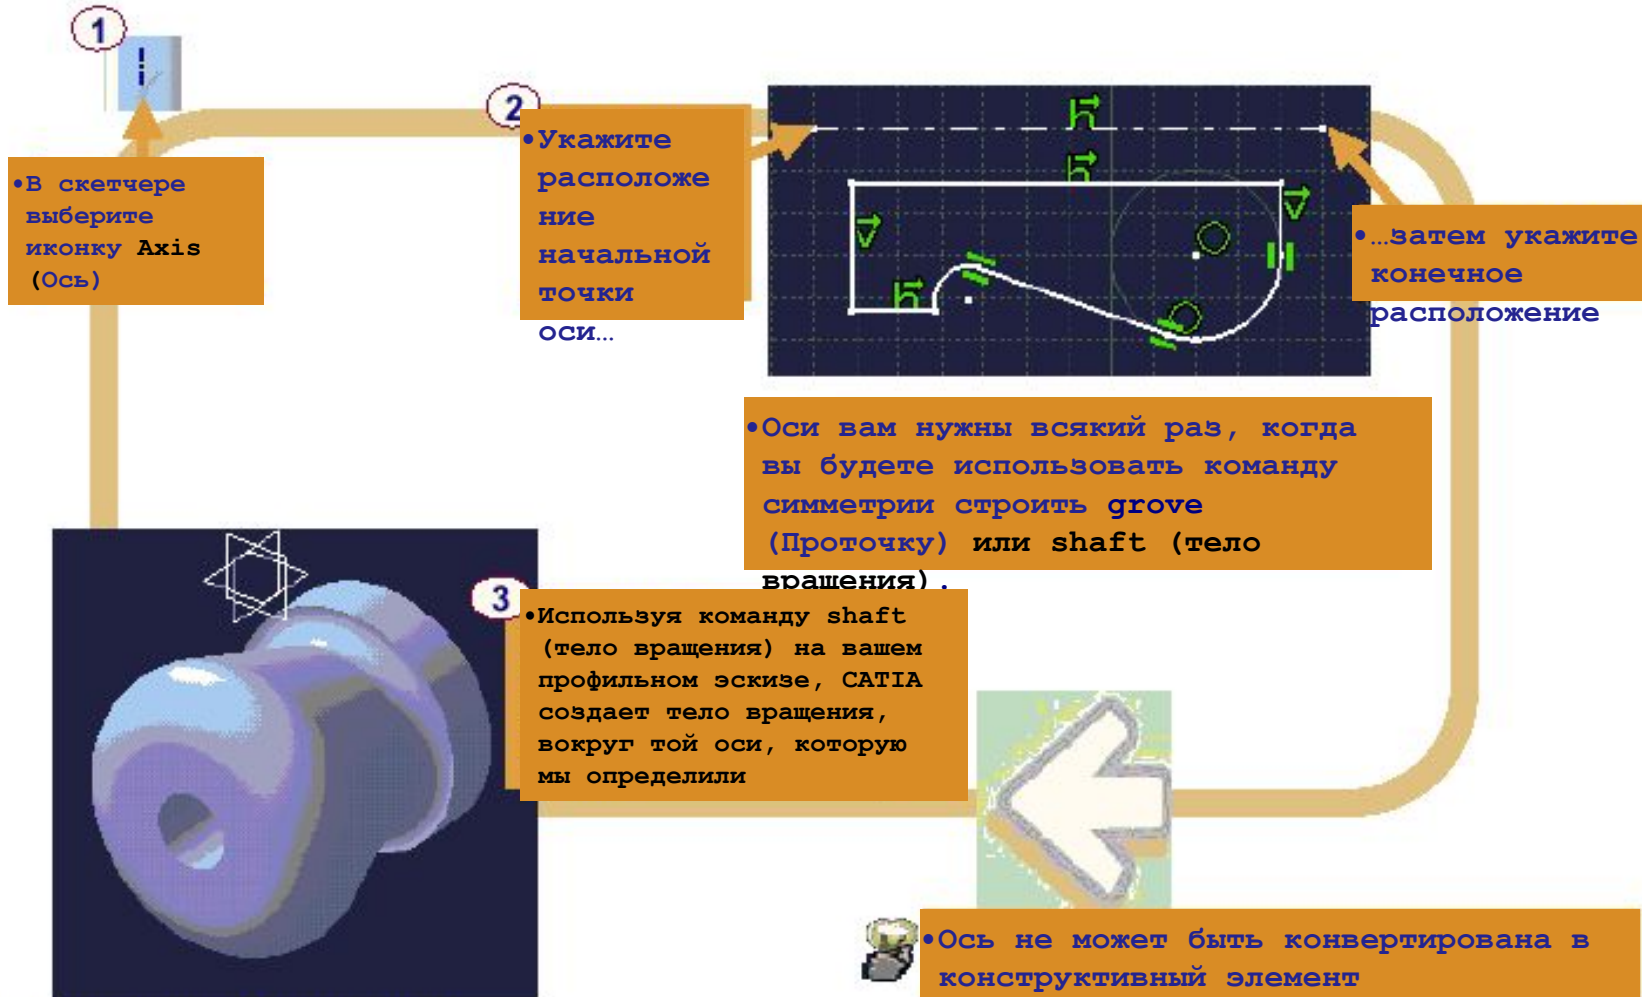 1
•В скетчере
выберите
иконку Axis
(Ось)
2
•Укажите
расположе
ние
начальной
точки
оси…
•…затем укажите
конечное
расположение
•Оси вам нужны всякий раз, когда
вы будете использовать команду
симметрии строить grove
(Проточку) или shaft (тело
вращения).
3
•Используя команду shaft
(тело вращения) на вашем
профильном эскизе, CATIA
создает тело вращения,
вокруг той оси, которую
мы определили
•Ось не может быть конвертирована в
конструктивный элемент